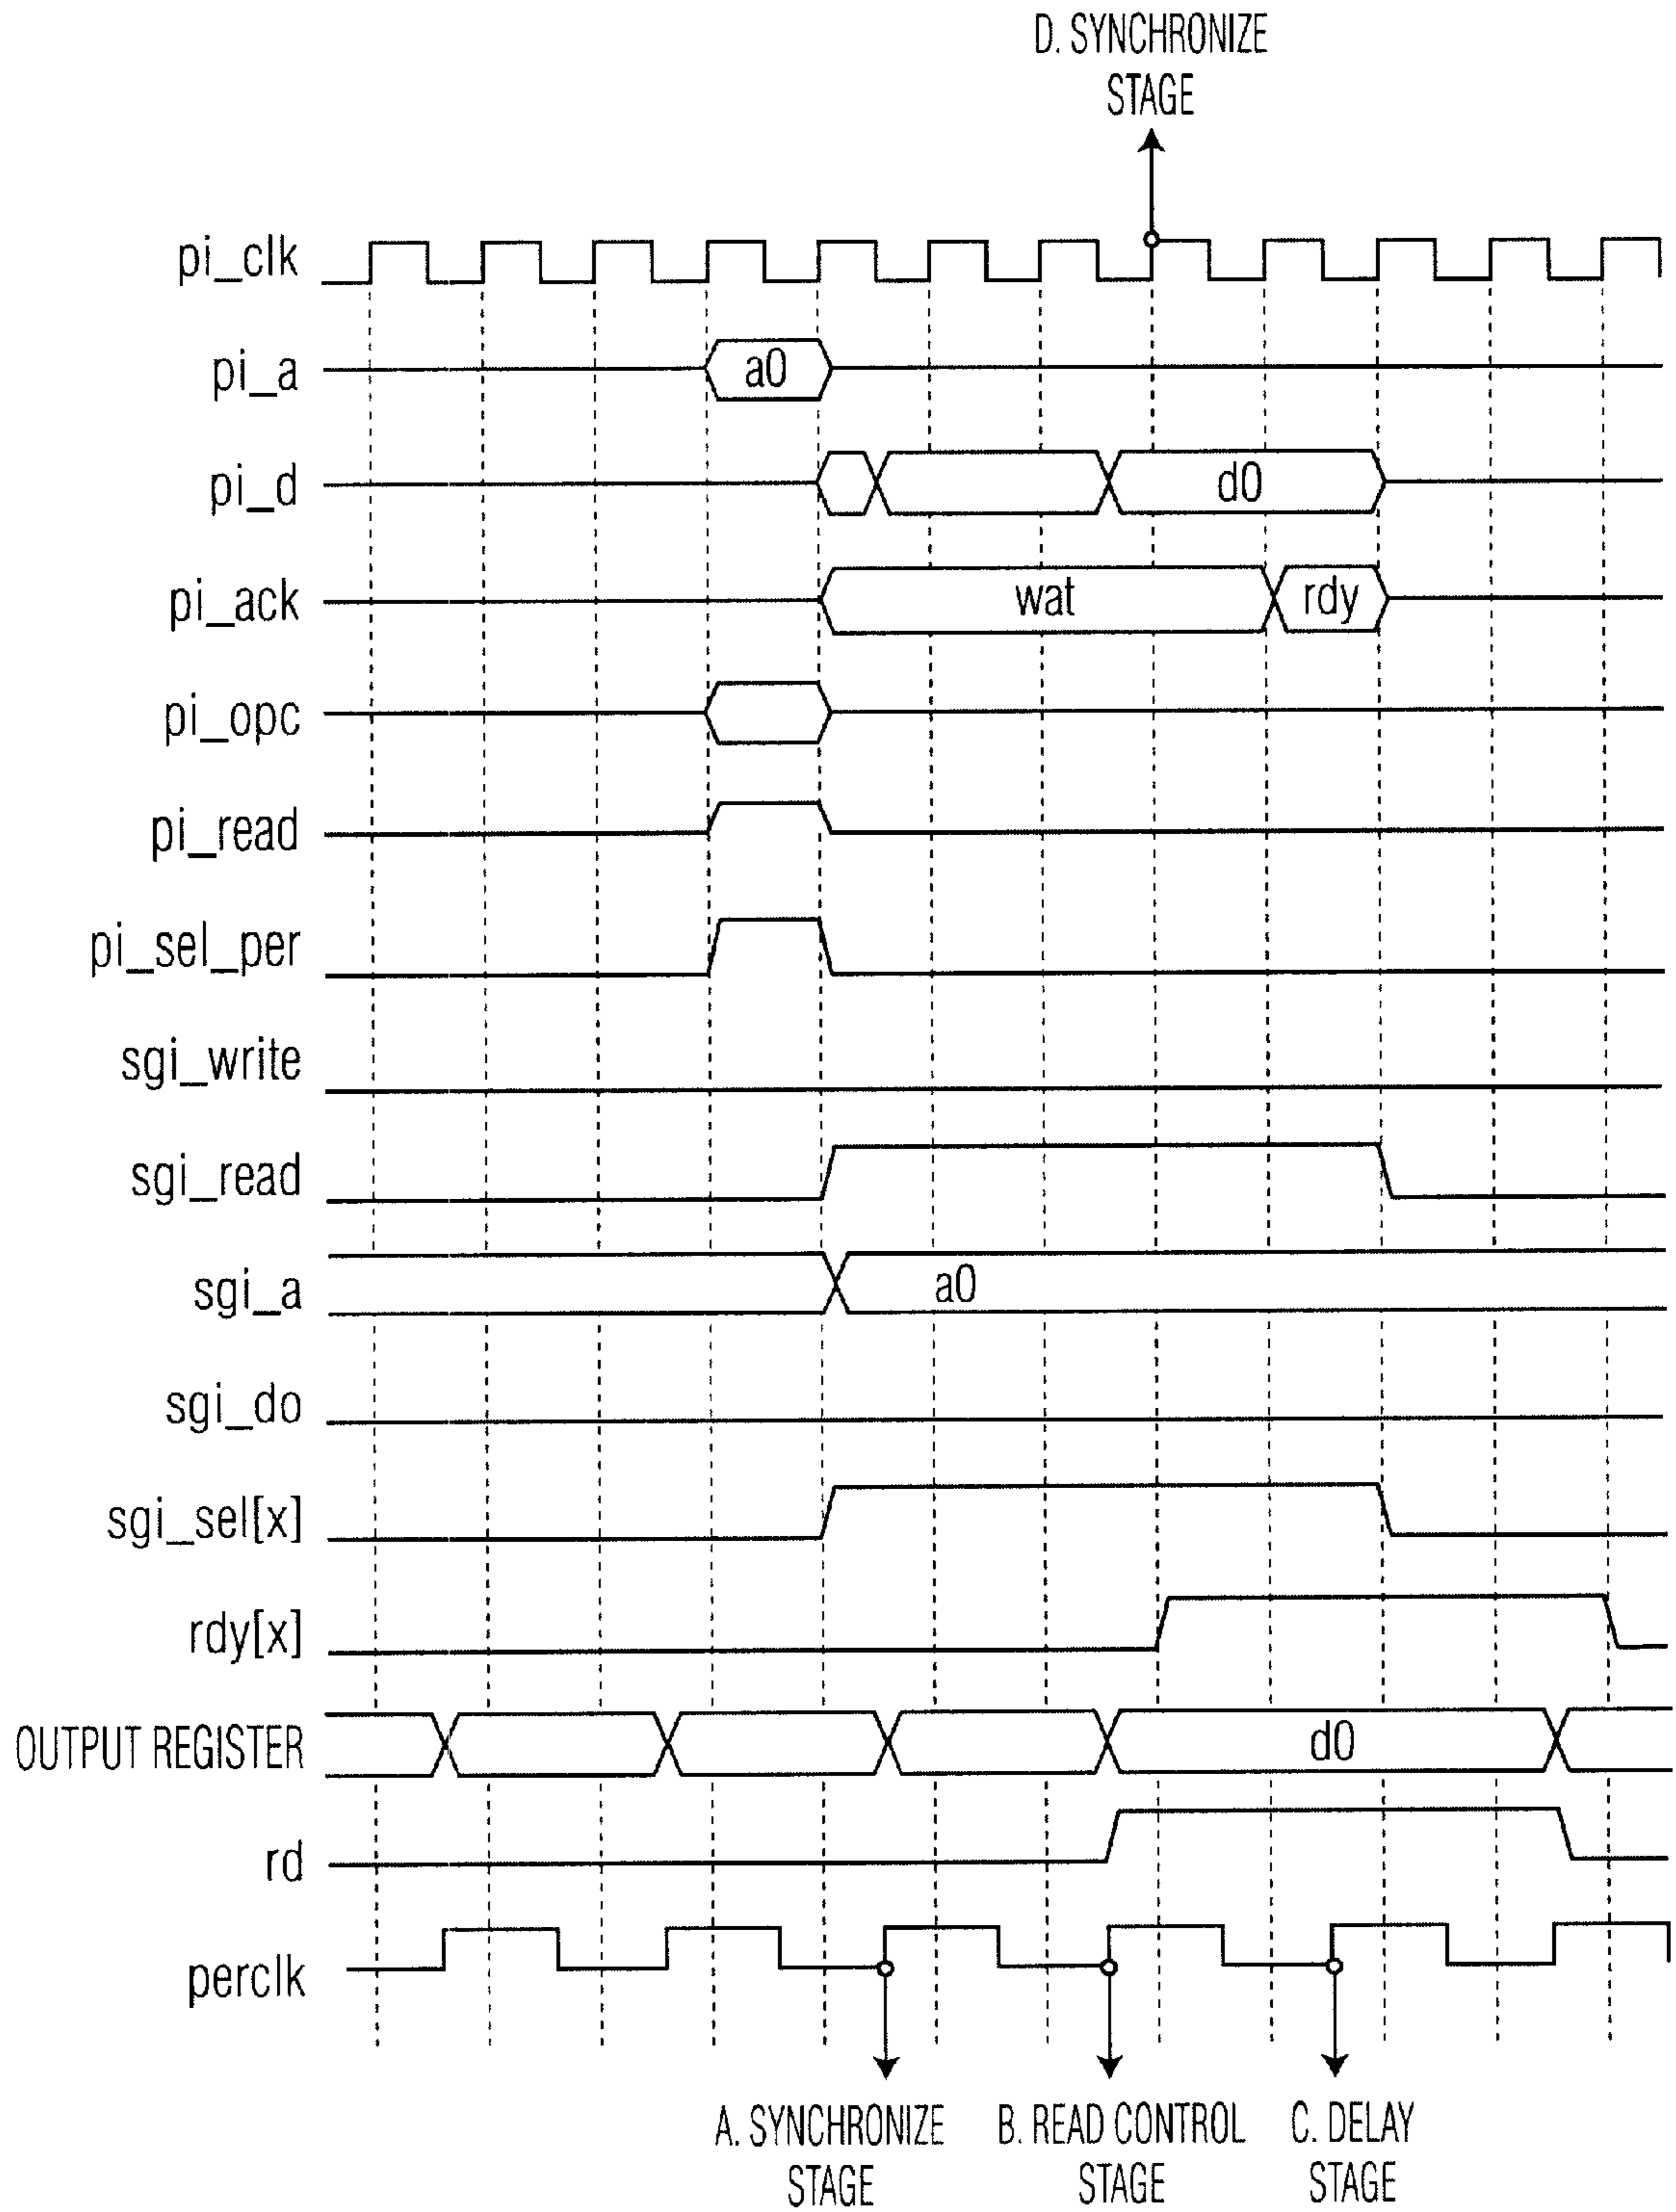 D. SYNCHRONIZE
STAGE
pi_clk
pi_a
a0
pi_d
d0
pi_ack
wat
rdy
pi_opc
pi_read
pi_sel_per
sgi_write
sgi_read
sgi_a
a0
sgi_do
sgi_sel[x]
rdy[x]
OUTPUT REGISTER
d0
rd
perclk
A. SYNCHRONIZE
STAGE
B. READ CONTROL
STAGE
C. DELAY
STAGE